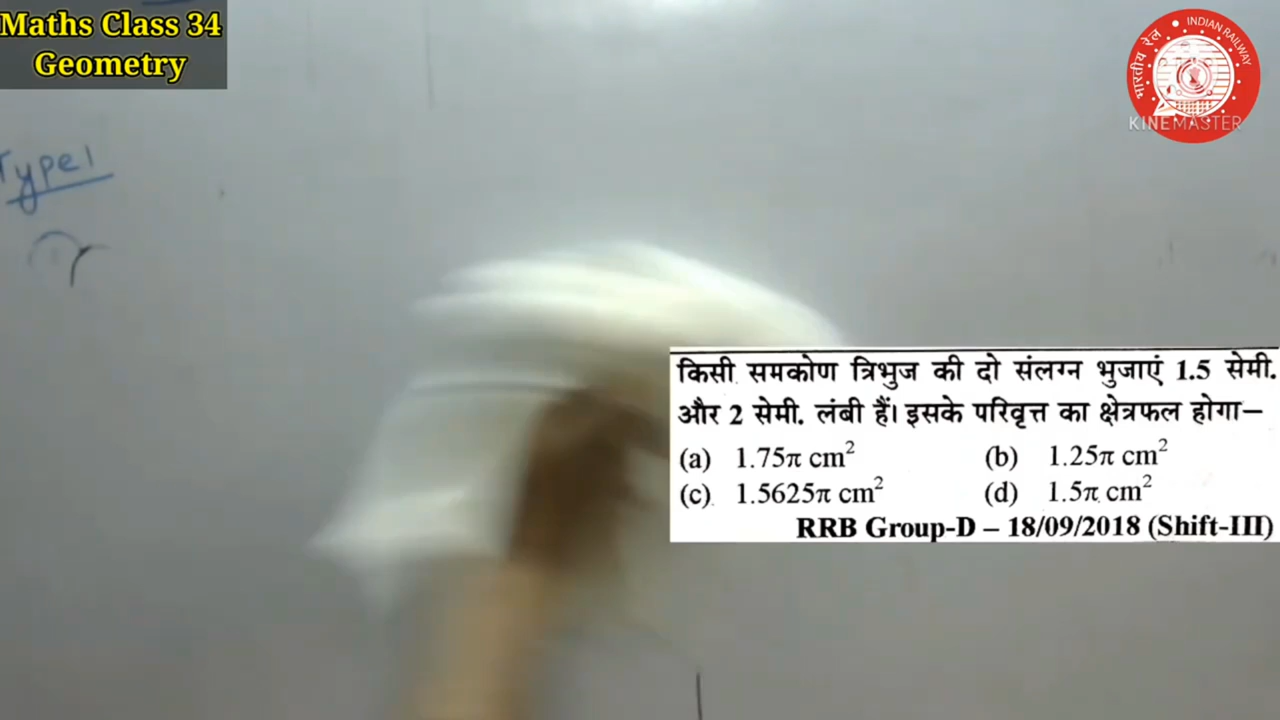 Maths Class 34
Geometry
भारतीय रेल • INDIAN RAILWAY
KINEMASTER
Type1
किसी समकोण त्रिभुज की दो संलग्न भुजाएं 1.5 सेमी.
और 2 सेमी. लंबी हैं। इसके परिवृत्त का क्षेत्रफल होगा–
(a) 1.75π cm² (b) 1.25π cm²
(c) 1.5625π cm² (d) 1.5π cm²
RRB Group-D – 18/09/2018 (Shift-III)